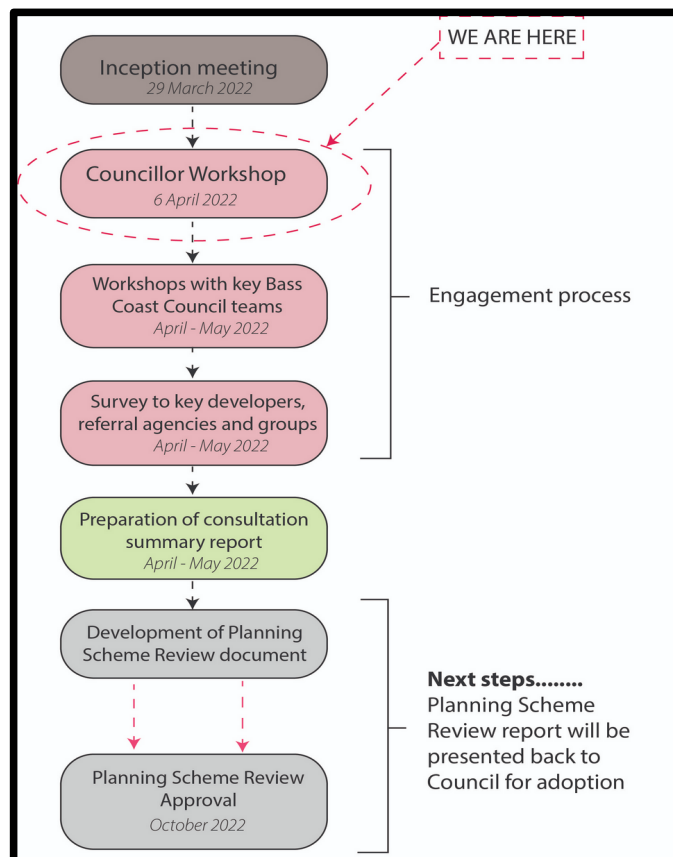 WE ARE HERE
Inception meeting
29 March 2022
Councillor Workshop
6 April 2022
Workshops with key Bass
Coast Council teams
April - May 2022
Engagement process
Survey to key developers,
referral agencies and groups
April - May 2022
Preparation of consultation
summary report
April - May 2022
Development of Planning
Scheme Review document
Next steps........
Planning Scheme
Review report will be
presented back to
Council for adoption
Planning Scheme Review
Approval
October 2022